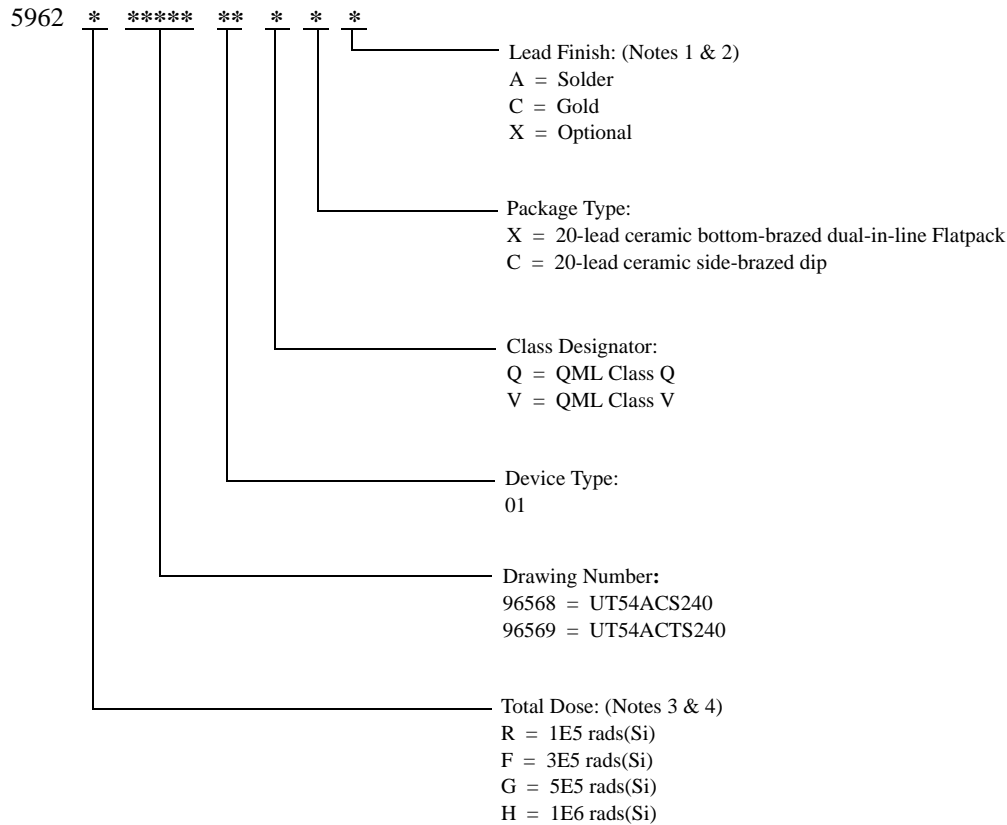 5962 * ***** ** * * *
Lead Finish: (Notes 1 & 2)
A = Solder
C = Gold
X = Optional
Package Type:
X = 20-lead ceramic bottom-brazed dual-in-line Flatpack
C = 20-lead ceramic side-brazed dip
Class Designator:
Q = QML Class Q
V = QML Class V
Device Type:
01
Drawing Number:
96568 = UT54ACS240
96569 = UT54ACTS240
Total Dose: (Notes 3 & 4)
R = 1E5 rads(Si)
F = 3E5 rads(Si)
G = 5E5 rads(Si)
H = 1E6 rads(Si)